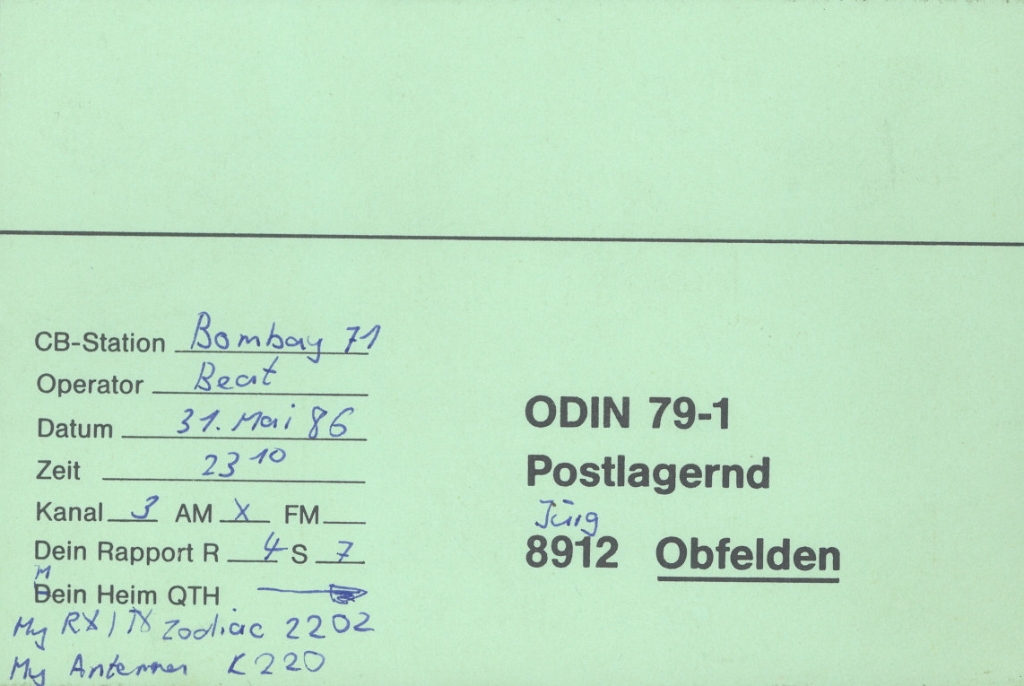 CB-Station Bombay 71
Operator Beat
Datum 31. Mai 86
Zeit 23 10
Kanal 3 AM X FM
Dein Rapport R 4 S 7
M
Dein Heim QTH
My RX/TX Zodiac 2202
My Antennen K220
ODIN 79-1
Postlagernd
Jürg
8912 Obfelden